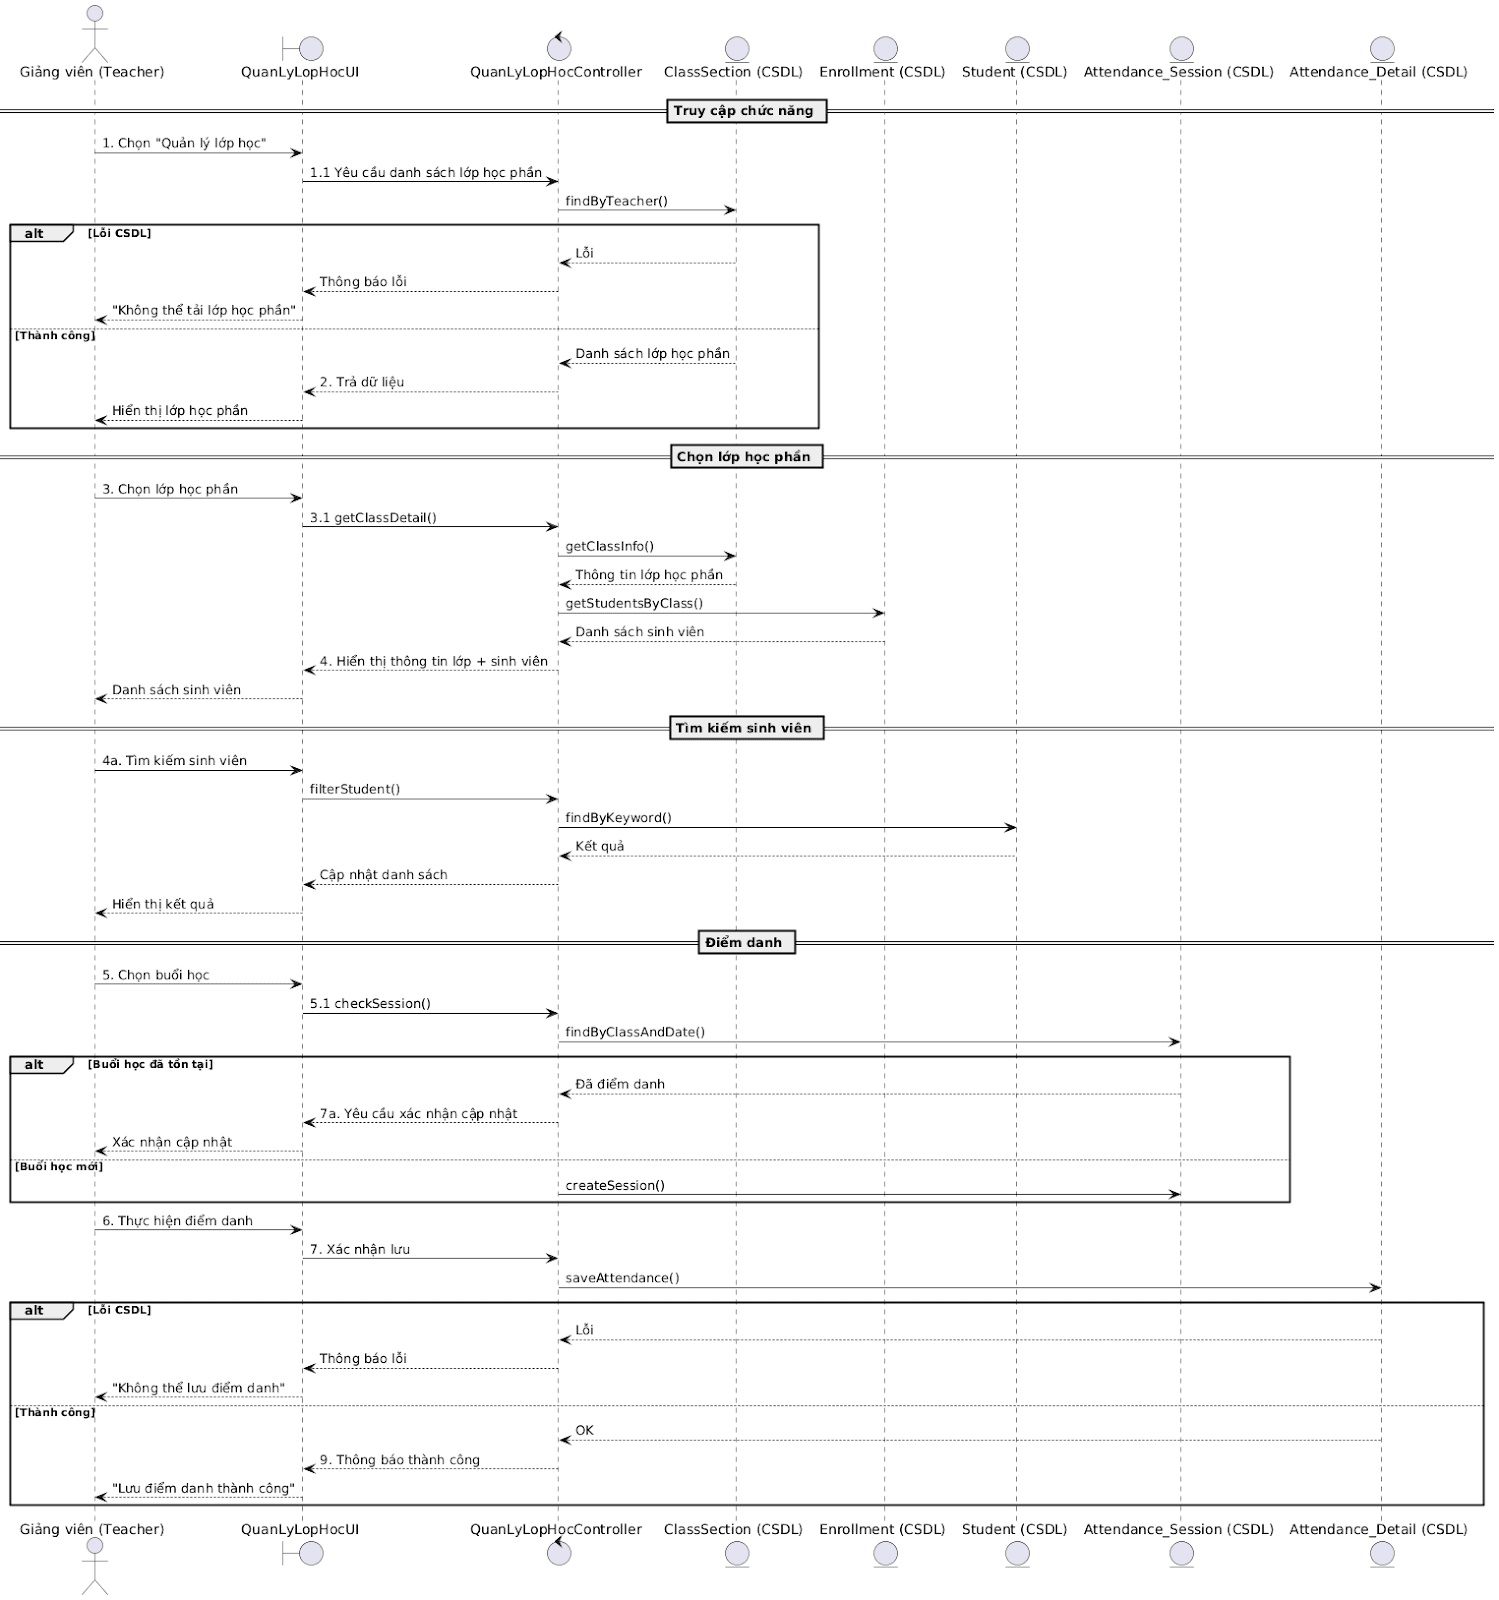 Giảng viên (Teacher) QuanLyLopHocUI QuanLyLopHocController ClassSection (CSDL) Enrollment (CSDL) Student (CSDL) Attendance_Session (CSDL) Attendance_Detail (CSDL)
Truy cập chức năng
1. Chọn "Quản lý lớp học"
1.1 Yêu cầu danh sách lớp học phần
findByTeacher()
alt [Lỗi CSDL]
Lỗi
Thông báo lỗi
"Không thể tải lớp học phần"
[Thành công]
Danh sách lớp học phần
2. Trả dữ liệu
Hiển thị lớp học phần
Chọn lớp học phần
3. Chọn lớp học phần
3.1 getClassDetail()
getClassInfo()
Thông tin lớp học phần
getStudentsByClass()
Danh sách sinh viên
4. Hiển thị thông tin lớp + sinh viên
Danh sách sinh viên
Tìm kiếm sinh viên
4a. Tìm kiếm sinh viên
filterStudent()
findByKeyword()
Kết quả
Cập nhật danh sách
Hiển thị kết quả
Điểm danh
5. Chọn buổi học
5.1 checkSession()
findByClassAndDate()
alt [Buổi học đã tồn tại]
Đã điểm danh
7a. Yêu cầu xác nhận cập nhật
Xác nhận cập nhật
[Buổi học mới]
createSession()
6. Thực hiện điểm danh
7. Xác nhận lưu
saveAttendance()
alt [Lỗi CSDL]
Lỗi
Thông báo lỗi
"Không thể lưu điểm danh"
[Thành công]
OK
9. Thông báo thành công
"Lưu điểm danh thành công"
Giảng viên (Teacher) QuanLyLopHocUI QuanLyLopHocController ClassSection (CSDL) Enrollment (CSDL) Student (CSDL) Attendance_Session (CSDL) Attendance_Detail (CSDL)